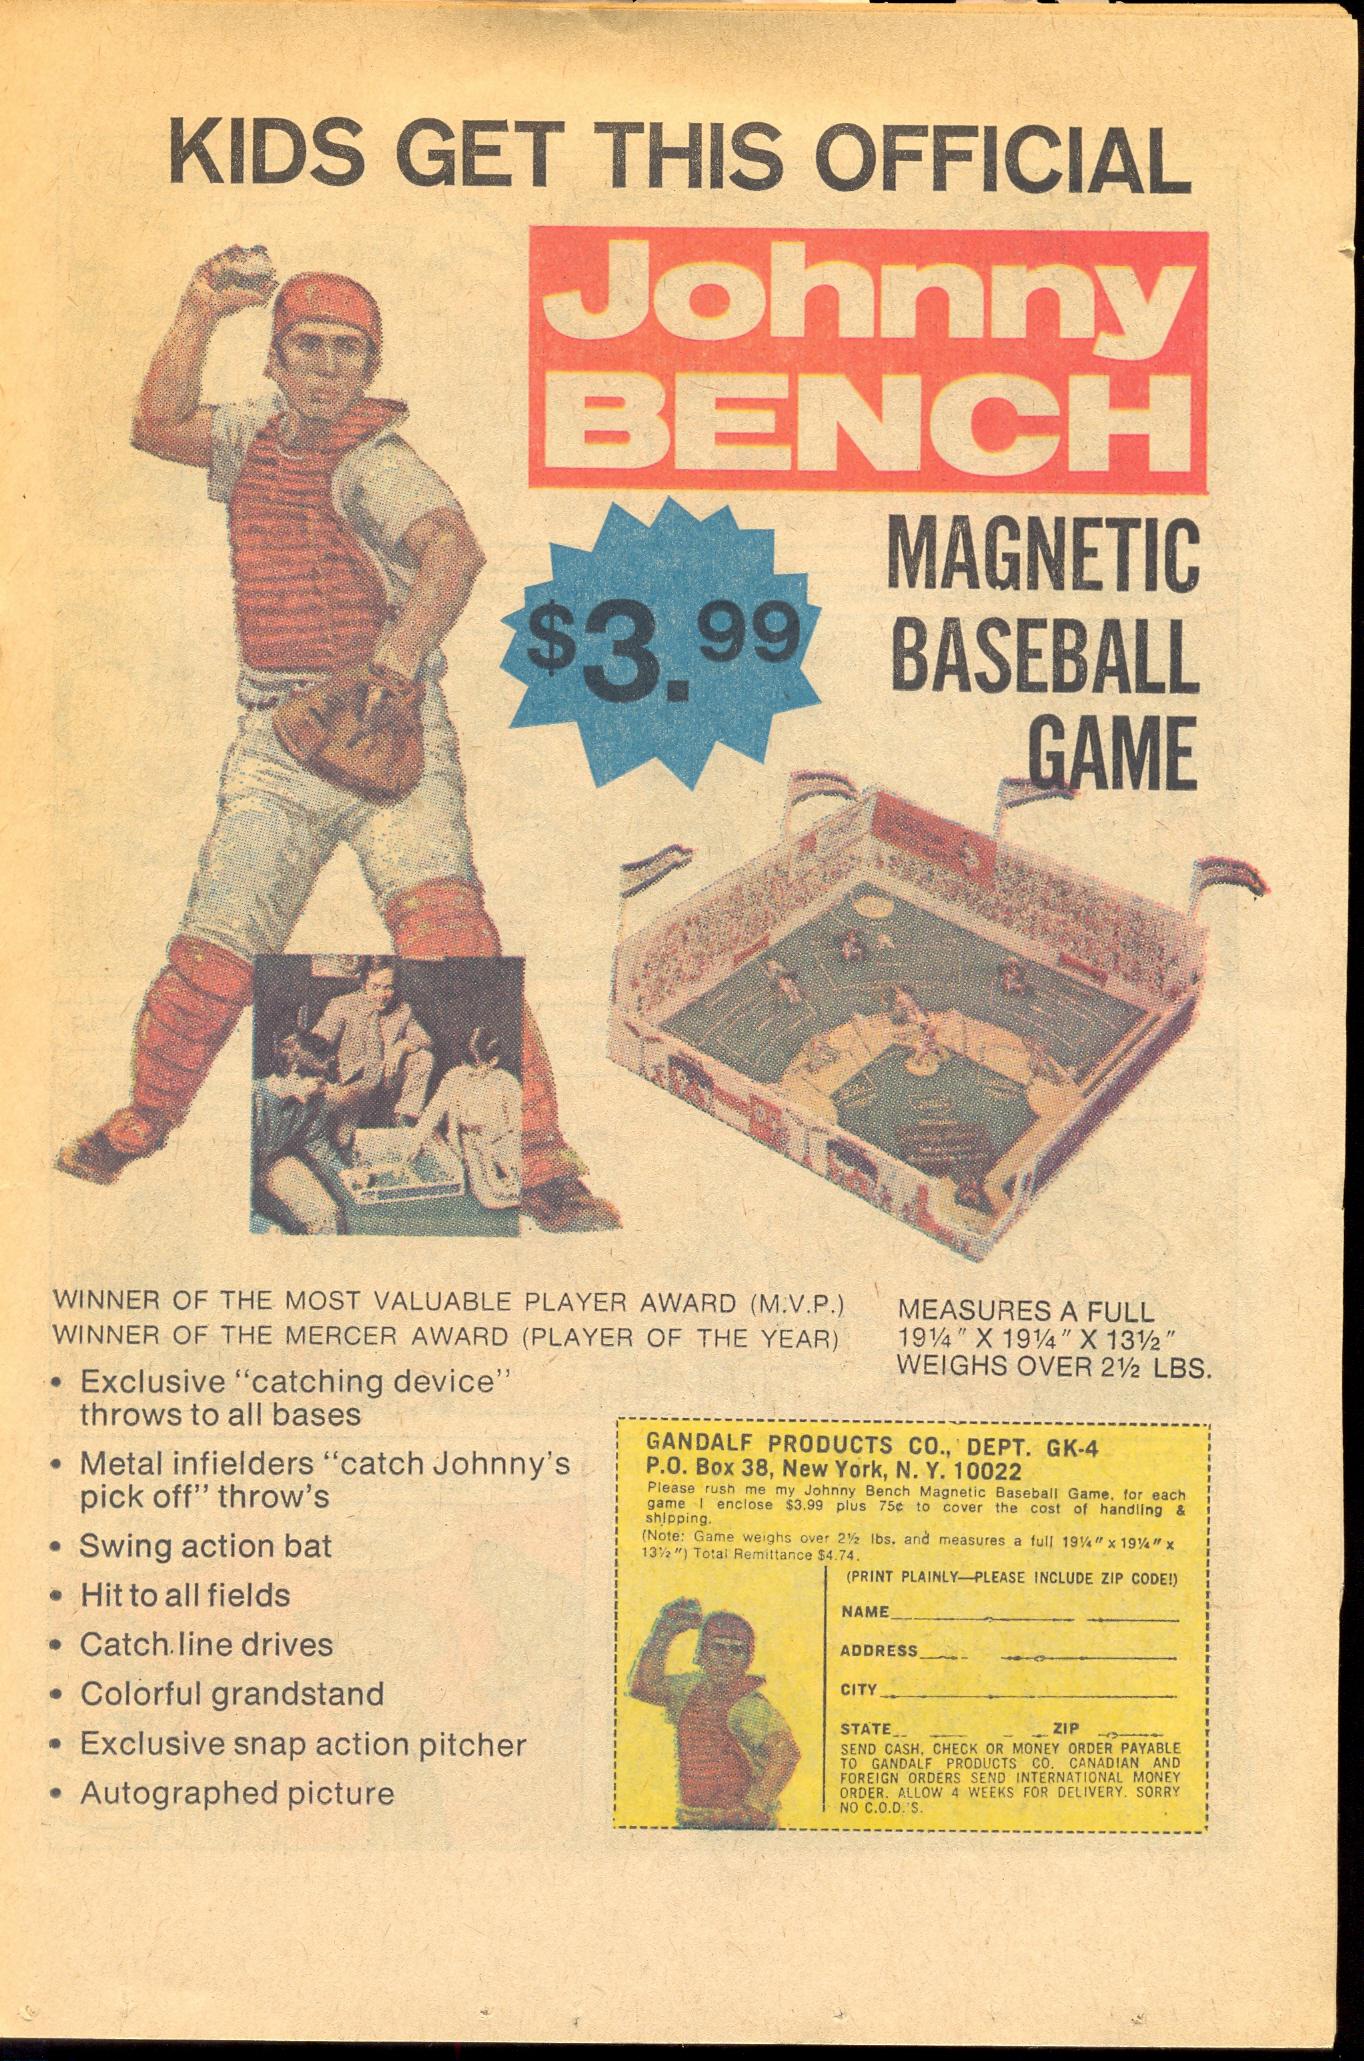 KIDS GET THIS OFFICIAL
Johnny
BENCH
$3.99
MAGNETIC
BASEBALL
GAME
WINNER OF THE MOST VALUABLE PLAYER AWARD (M.V.P.)
WINNER OF THE MERCER AWARD (PLAYER OF THE YEAR)
MEASURES A FULL
19¼" X 19¼" X 13½"
WEIGHS OVER 2½ LBS.
• Exclusive "catching device"
throws to all bases
• Metal infielders "catch Johnny's
pick off" throw's
• Swing action bat
• Hit to all fields
• Catch line drives
• Colorful grandstand
• Exclusive snap action pitcher
• Autographed picture
GANDALF PRODUCTS CO., DEPT. GK-4
P.O. Box 38, New York, N. Y. 10022
Please rush me my Johnny Bench Magnetic Baseball Game, for each
game I enclose $3.99 plus 75¢ to cover the cost of handling &
shipping.
(Note: Game weighs over 2½ lbs. and measures a full 19¼" x 19¼" x
13½") Total Remittance $4.74.
(PRINT PLAINLY—PLEASE INCLUDE ZIP CODE!)
NAME
ADDRESS
CITY
STATE ZIP
SEND CASH, CHECK OR MONEY ORDER PAYABLE
TO GANDALF PRODUCTS CO. CANADIAN AND
FOREIGN ORDERS SEND INTERNATIONAL MONEY
ORDER. ALLOW 4 WEEKS FOR DELIVERY. SORRY
NO C.O.D.'S.